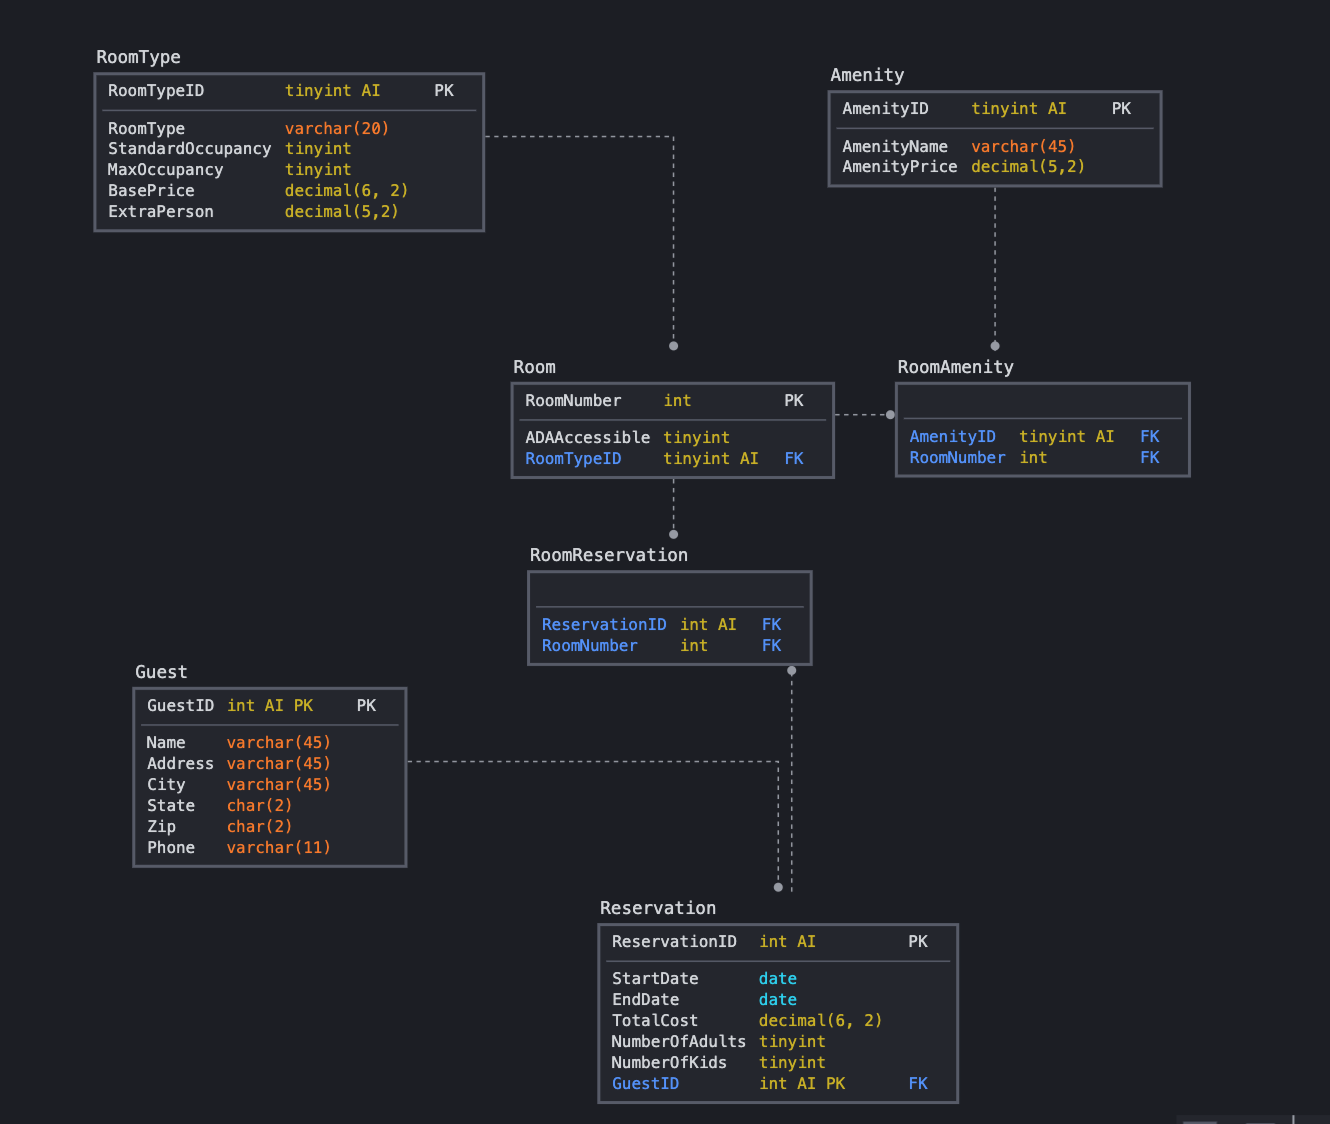 RoomType
RoomTypeID tinyint AI PK
RoomType varchar(20)
StandardOccupancy tinyint
MaxOccupancy tinyint
BasePrice decimal(6, 2)
ExtraPerson decimal(5,2)
Amenity
AmenityID tinyint AI PK
AmenityName varchar(45)
AmenityPrice decimal(5,2)
Room
RoomNumber int PK
ADAAccessible tinyint
RoomTypeID tinyint AI FK
RoomAmenity
AmenityID tinyint AI FK
RoomNumber int FK
RoomReservation
ReservationID int AI FK
RoomNumber int FK
Guest
GuestID int AI PK PK
Name varchar(45)
Address varchar(45)
City varchar(45)
State char(2)
Zip char(2)
Phone varchar(11)
Reservation
ReservationID int AI PK
StartDate date
EndDate date
TotalCost decimal(6, 2)
NumberOfAdults tinyint
NumberOfKids tinyint
GuestID int AI PK FK